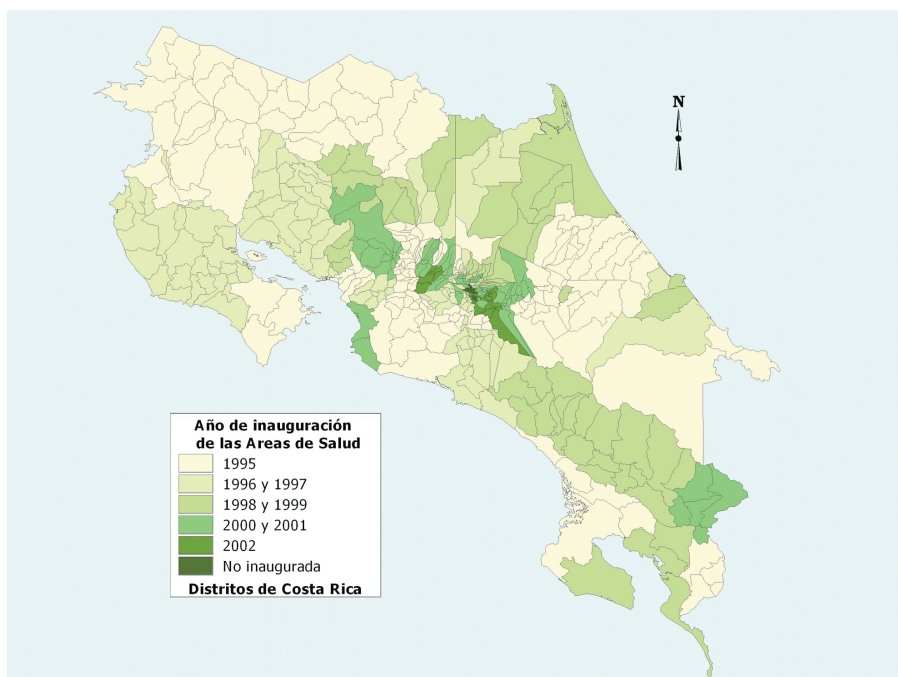 N
Año de inauguración
de las Areas de Salud
1995
1996 y 1997
1998 y 1999
2000 y 2001
2002
No inaugurada
Distritos de Costa Rica